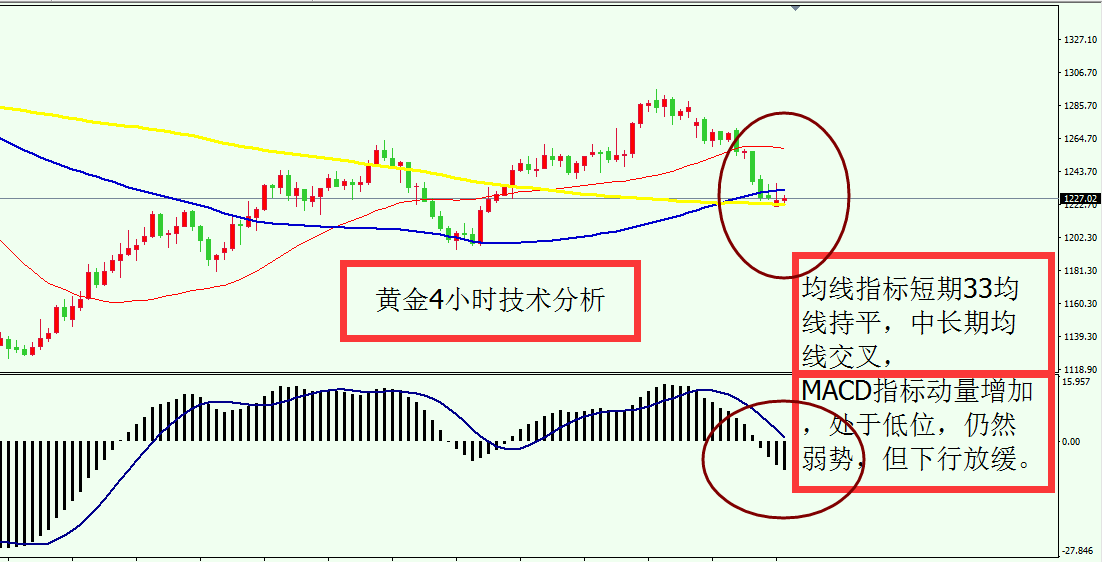 1327.10
1306.70
1285.70
1264.70
1243.70
1227.02
1222.70
1202.30
1181.30
1160.30
1139.30
1118.90
黄金4小时技术分析
均线指标短期33均
线持平，中长期均
线交叉，
15.957
MACD指标动量增加
，处于低位，仍然
弱势，但下行放缓。
0.00
-27.846